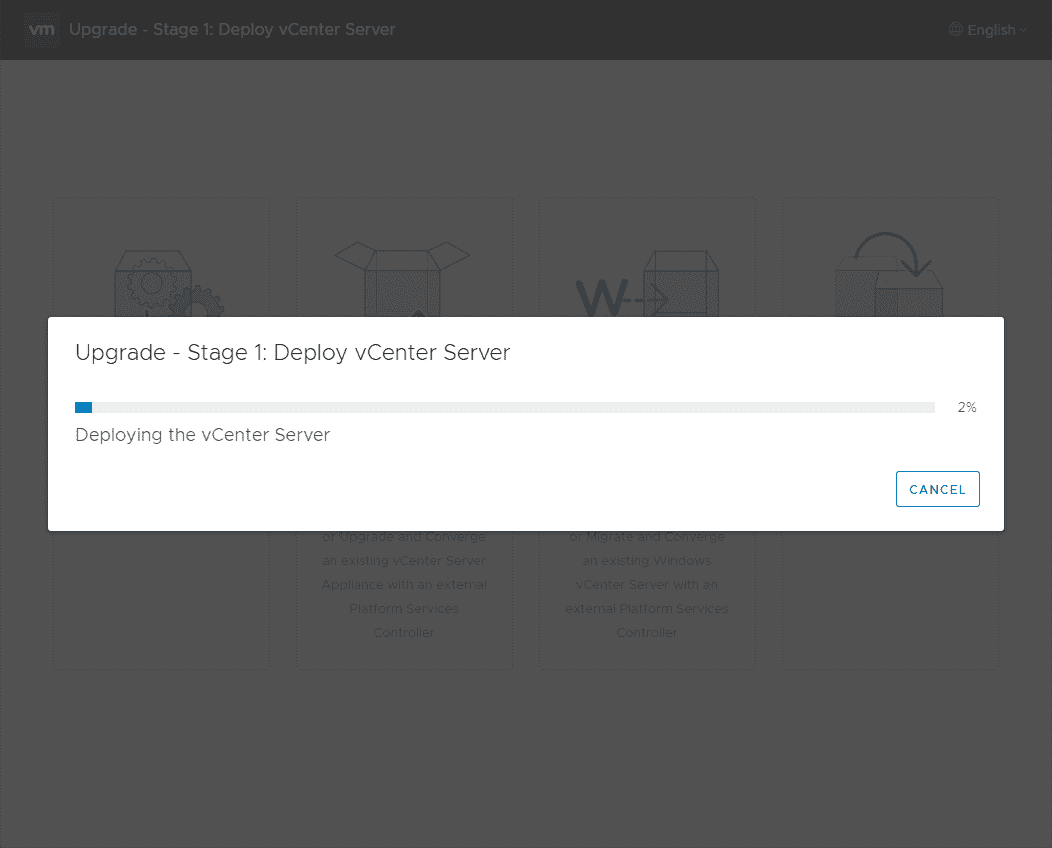 vm Upgrade - Stage 1: Deploy vCenter Server
English
W
Upgrade - Stage 1: Deploy vCenter Server
2%
Deploying the vCenter Server
CANCEL
or Upgrade and Converge
an existing vCenter Server
Appliance with an external
Platform Services
Controller
or Migrate and Converge
an existing Windows
vCenter Server with an
external Platform Services
Controller